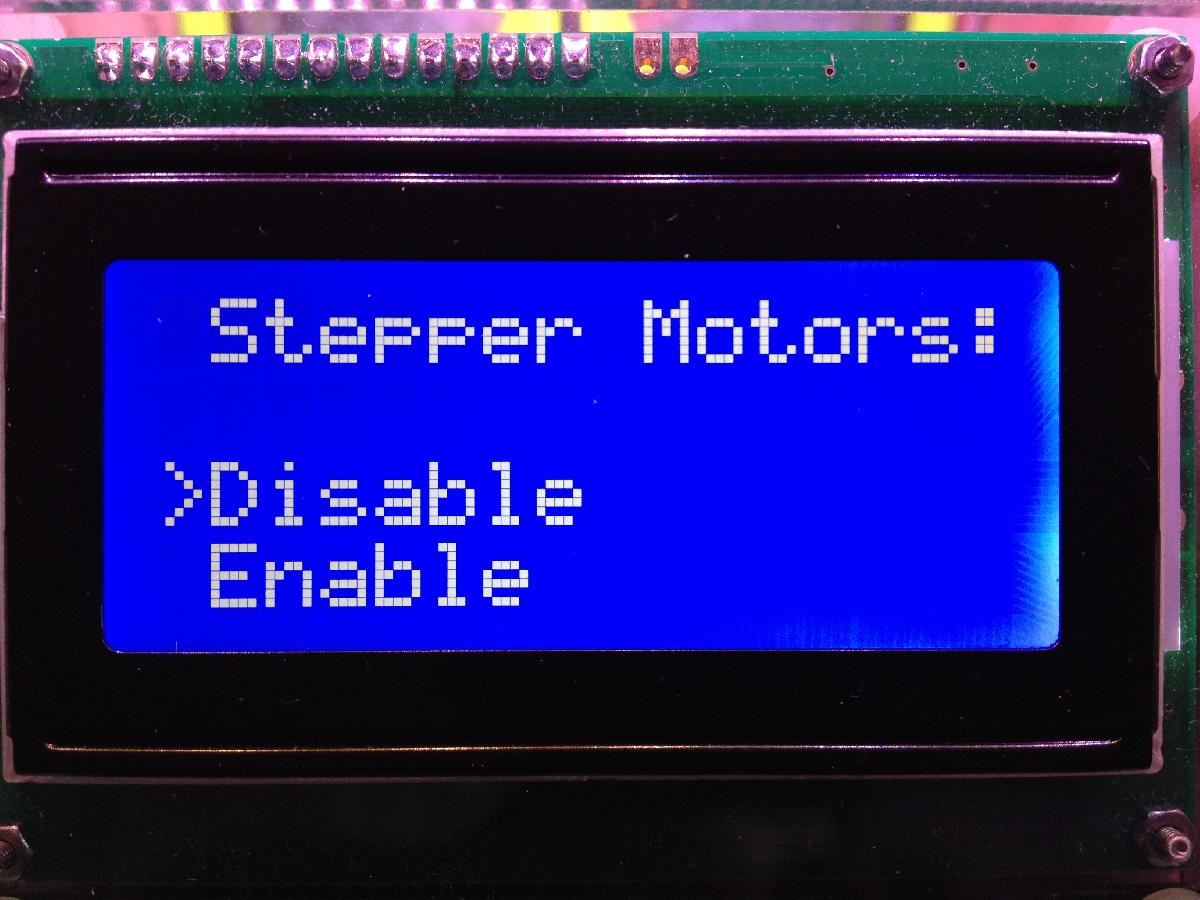 Stepper Motors:
>Disable
Enable